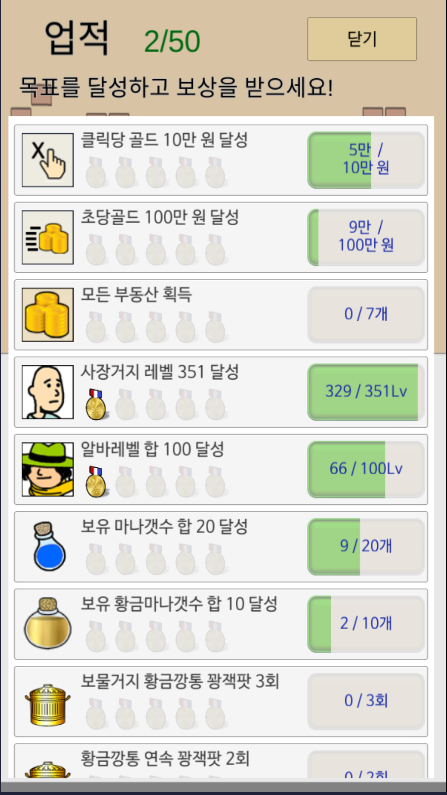 업적 2/50 닫기
목표를 달성하고 보상을 받으세요!
X
클릭당 골드 10만 원 달성
5만 /
10만 원
초당골드 100만 원 달성
9만 /
100만 원
모든 부동산 획득
0 / 7개
사장거지 레벨 351 달성
329 / 351Lv
알바레벨 합 100 달성
66 / 100Lv
보유 마나갯수 합 20 달성
9 / 20개
보유 황금마나갯수 합 10 달성
2 / 10개
보물거지 황금깡통 꽝잭팟 3회
0 / 3회
황금깡통 연속 꽝잭팟 2회
0 / 2회